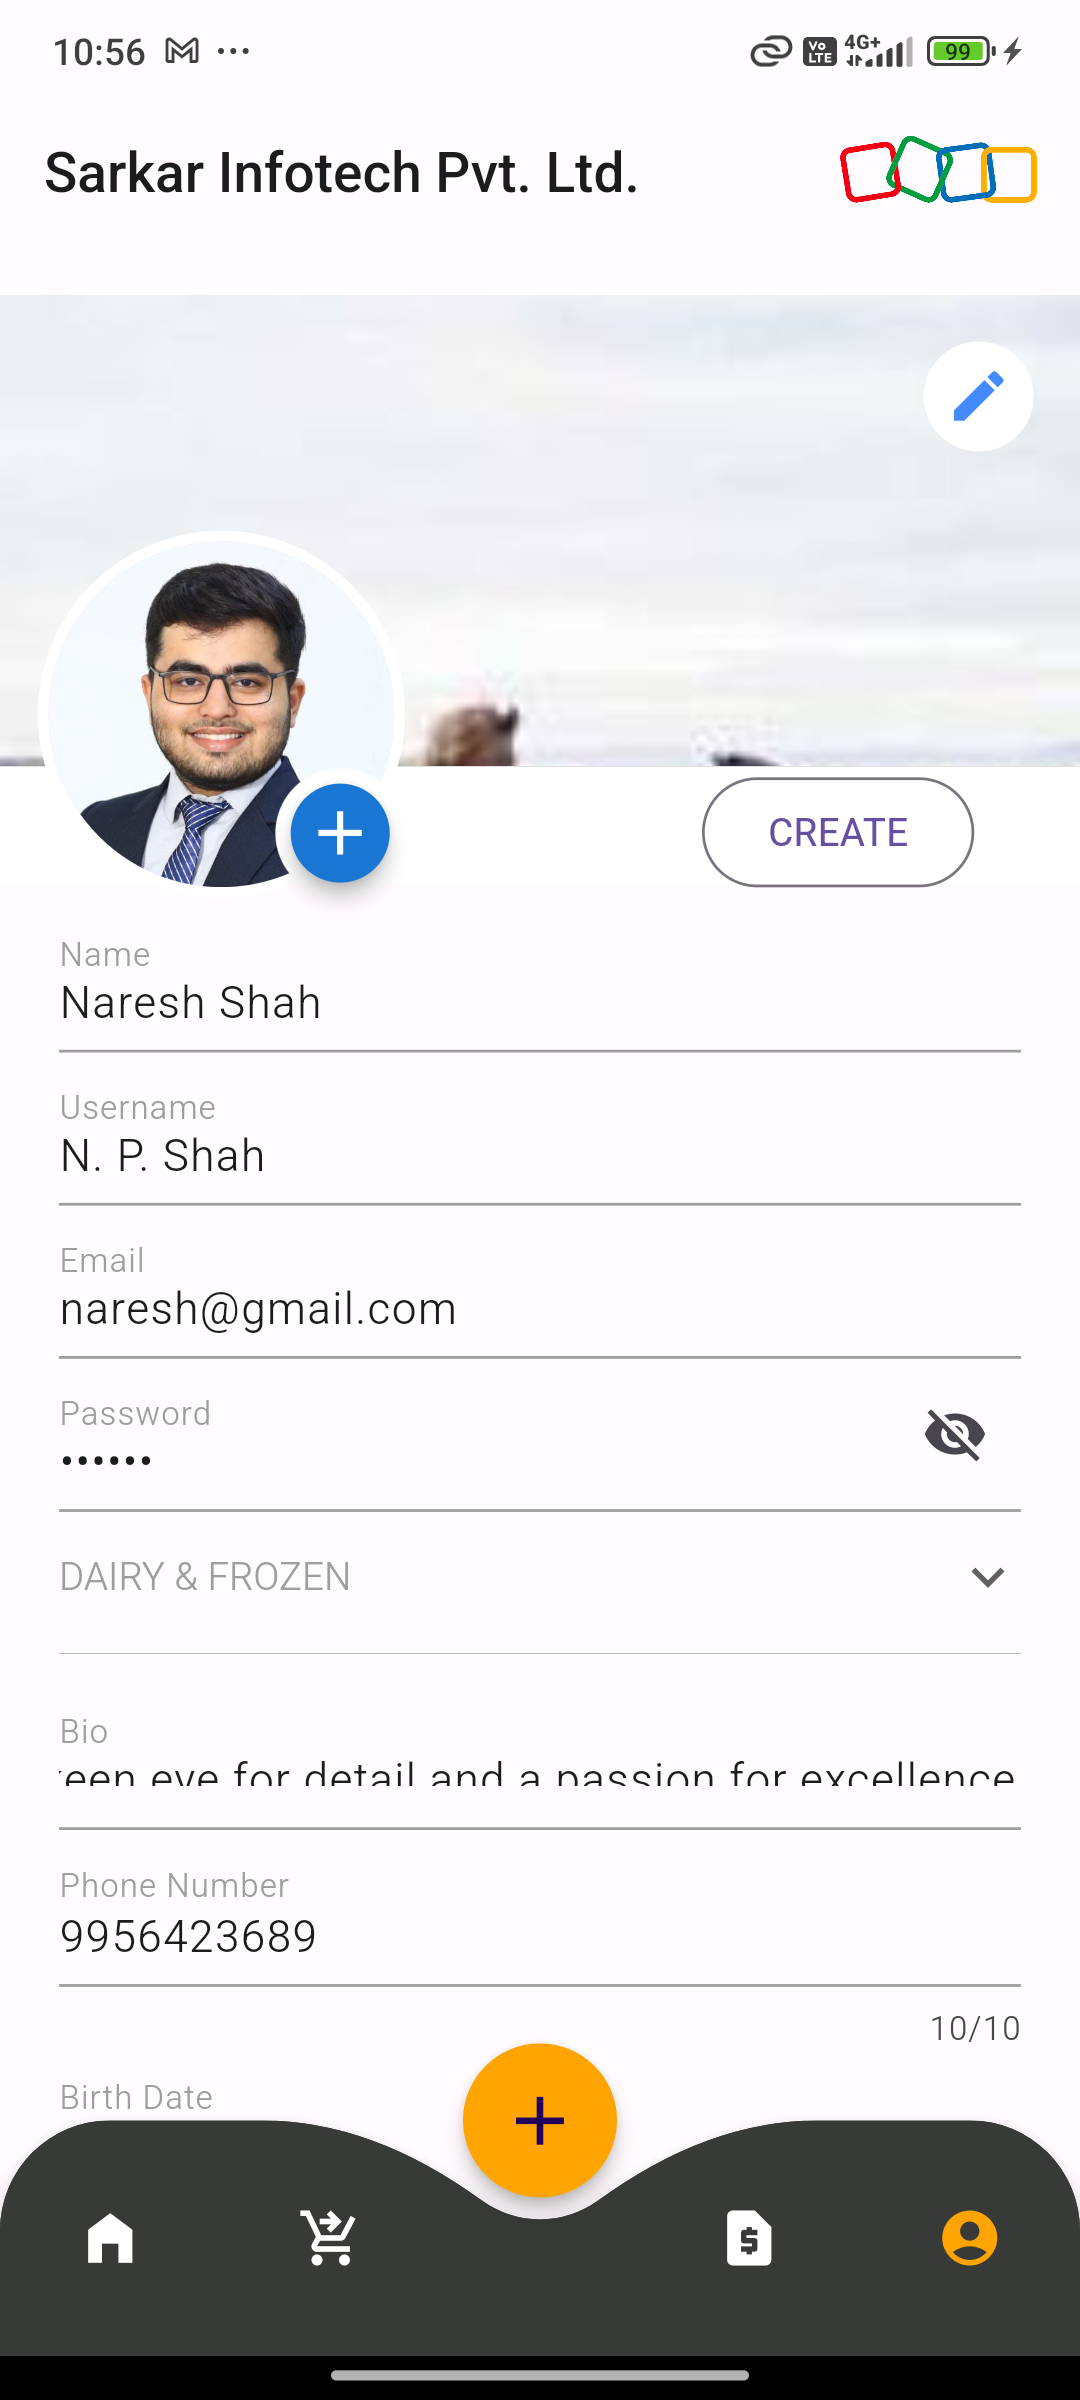 10:56
Vo LTE 4G+ 99
Sarkar Infotech Pvt. Ltd.
CREATE
Name
Naresh Shah
Username
N. P. Shah
Email
naresh@gmail.com
Password
••••••
DAIRY & FROZEN
Bio
een eye for detail and a passion for excellence
Phone Number
9956423689
10/10
Birth Date